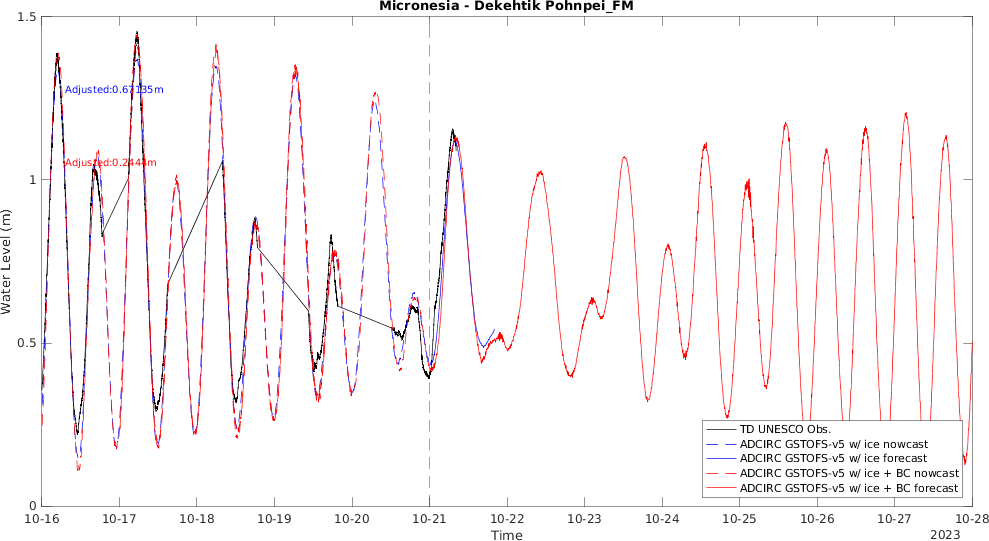 Micronesia - Dekehtik Pohnpei_FM
Water Level (m)
1.5
1
0.5
0
Adjusted:0.67135m
Adjusted:0.2444m
TD UNESCO Obs.
ADCIRC GSTOFS-v5 w/ ice nowcast
ADCIRC GSTOFS-v5 w/ ice forecast
ADCIRC GSTOFS-v5 w/ ice + BC nowcast
ADCIRC GSTOFS-v5 w/ ice + BC forecast
10-16 10-17 10-18 10-19 10-20 10-21 10-22 10-23 10-24 10-25 10-26 10-27 10-28
Time
2023